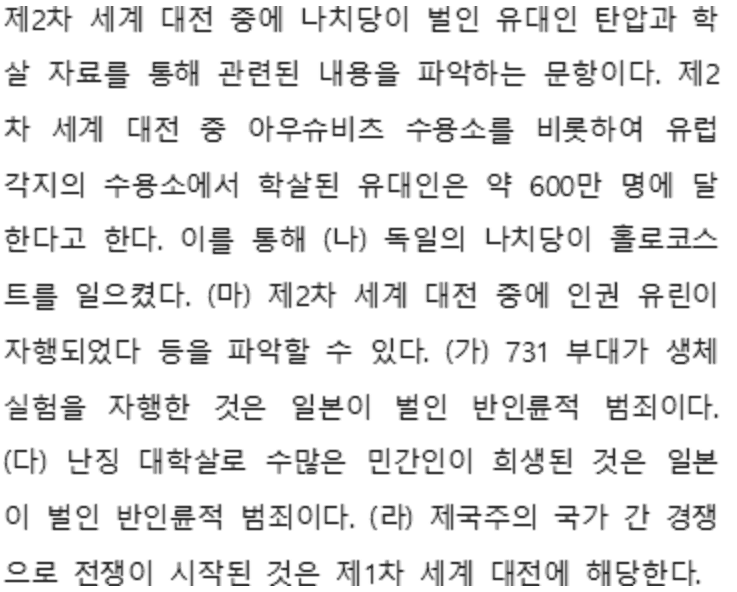 제2차 세계 대전 중에 나치당이 벌인 유대인 탄압과 학
살 자료를 통해 관련된 내용을 파악하는 문항이다. 제2
차 세계 대전 중 아우슈비츠 수용소를 비롯하여 유럽
각지의 수용소에서 학살된 유대인은 약 600만 명에 달
한다고 한다. 이를 통해 (나) 독일의 나치당이 홀로코스
트를 일으켰다. (마) 제2차 세계 대전 중에 인권 유린이
자행되었다 등을 파악할 수 있다. (가) 731 부대가 생체
실험을 자행한 것은 일본이 벌인 반인륜적 범죄이다.
(다) 난징 대학살로 수많은 민간인이 희생된 것은 일본
이 벌인 반인륜적 범죄이다. (라) 제국주의 국가 간 경쟁
으로 전쟁이 시작된 것은 제1차 세계 대전에 해당한다.